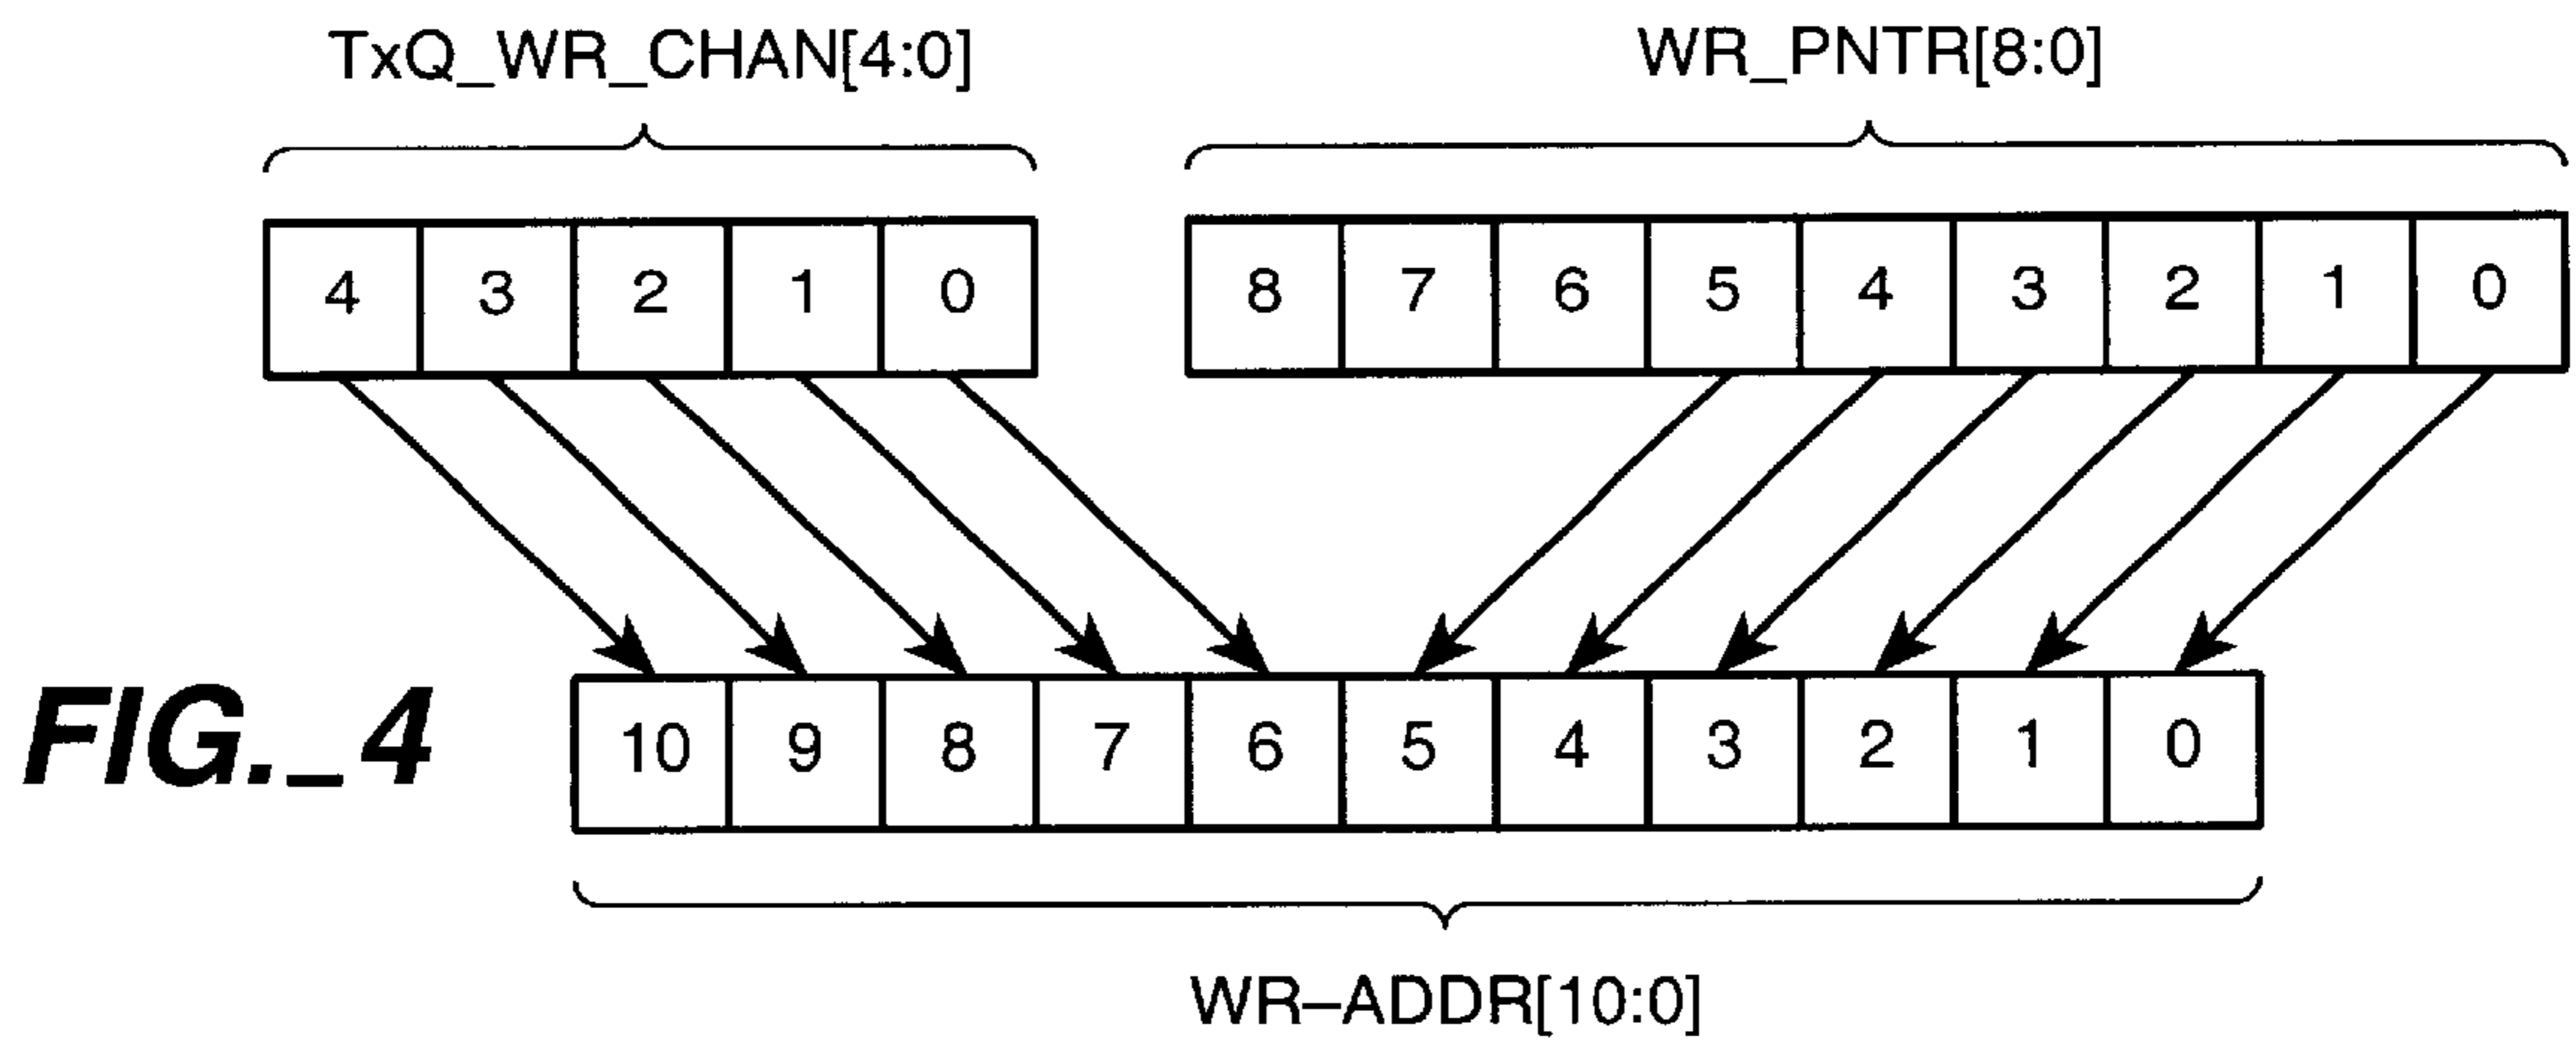 TxQ_WR_CHAN[4:0] WR_PNTR[8:0]
4 3 2 1 0 8 7 6 5 4 3 2 1 0
FIG._4 10 9 8 7 6 5 4 3 2 1 0
WR–ADDR[10:0]